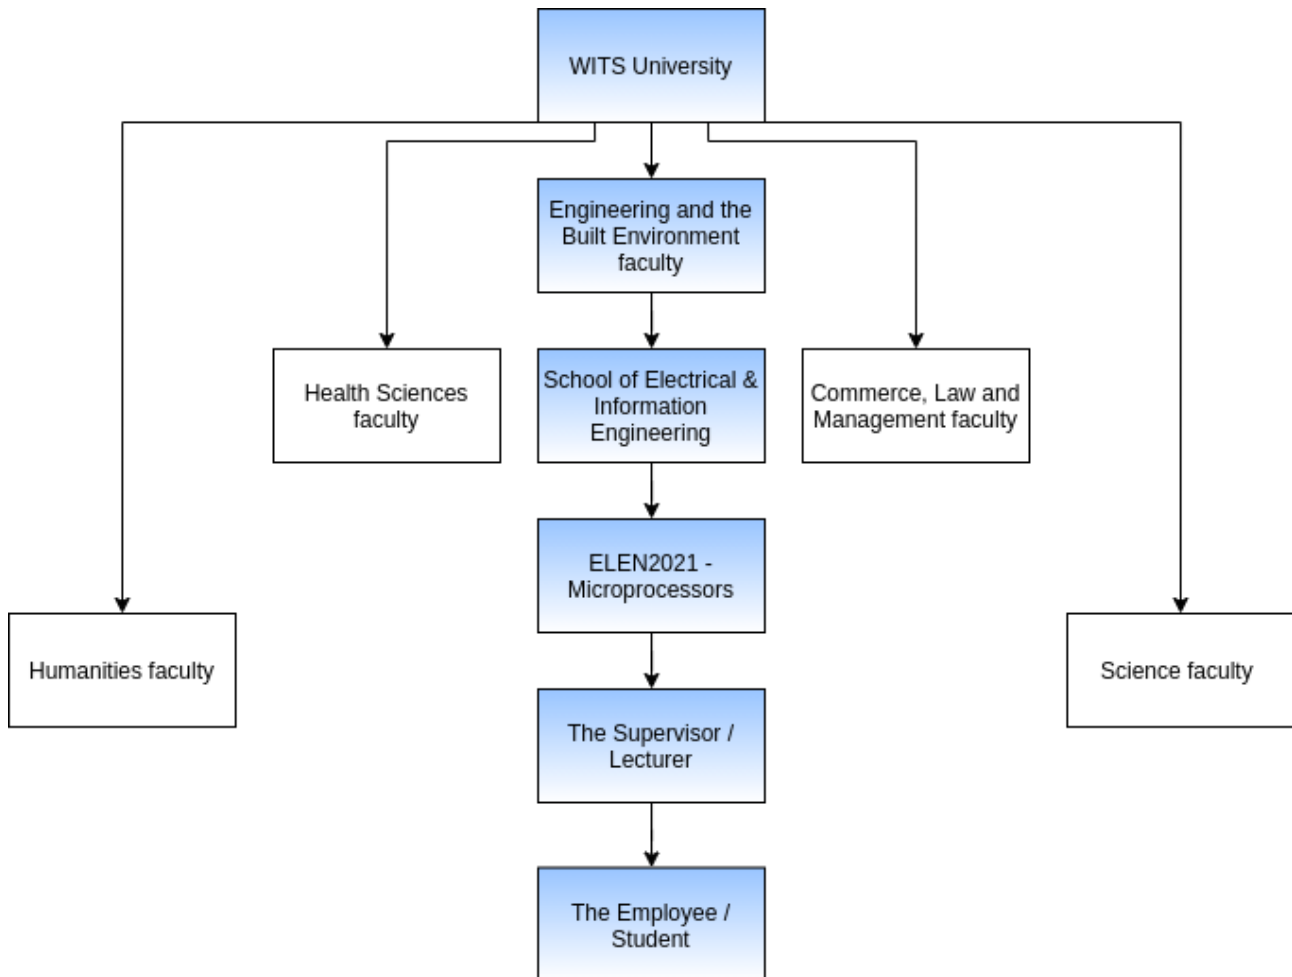 WITS University
Engineering and the
Built Environment
faculty
Health Sciences
faculty
School of Electrical &
Information
Engineering
Commerce, Law and
Management faculty
ELEN2021 -
Microprocessors
Humanities faculty
Science faculty
The Supervisor /
Lecturer
The Employee /
Student